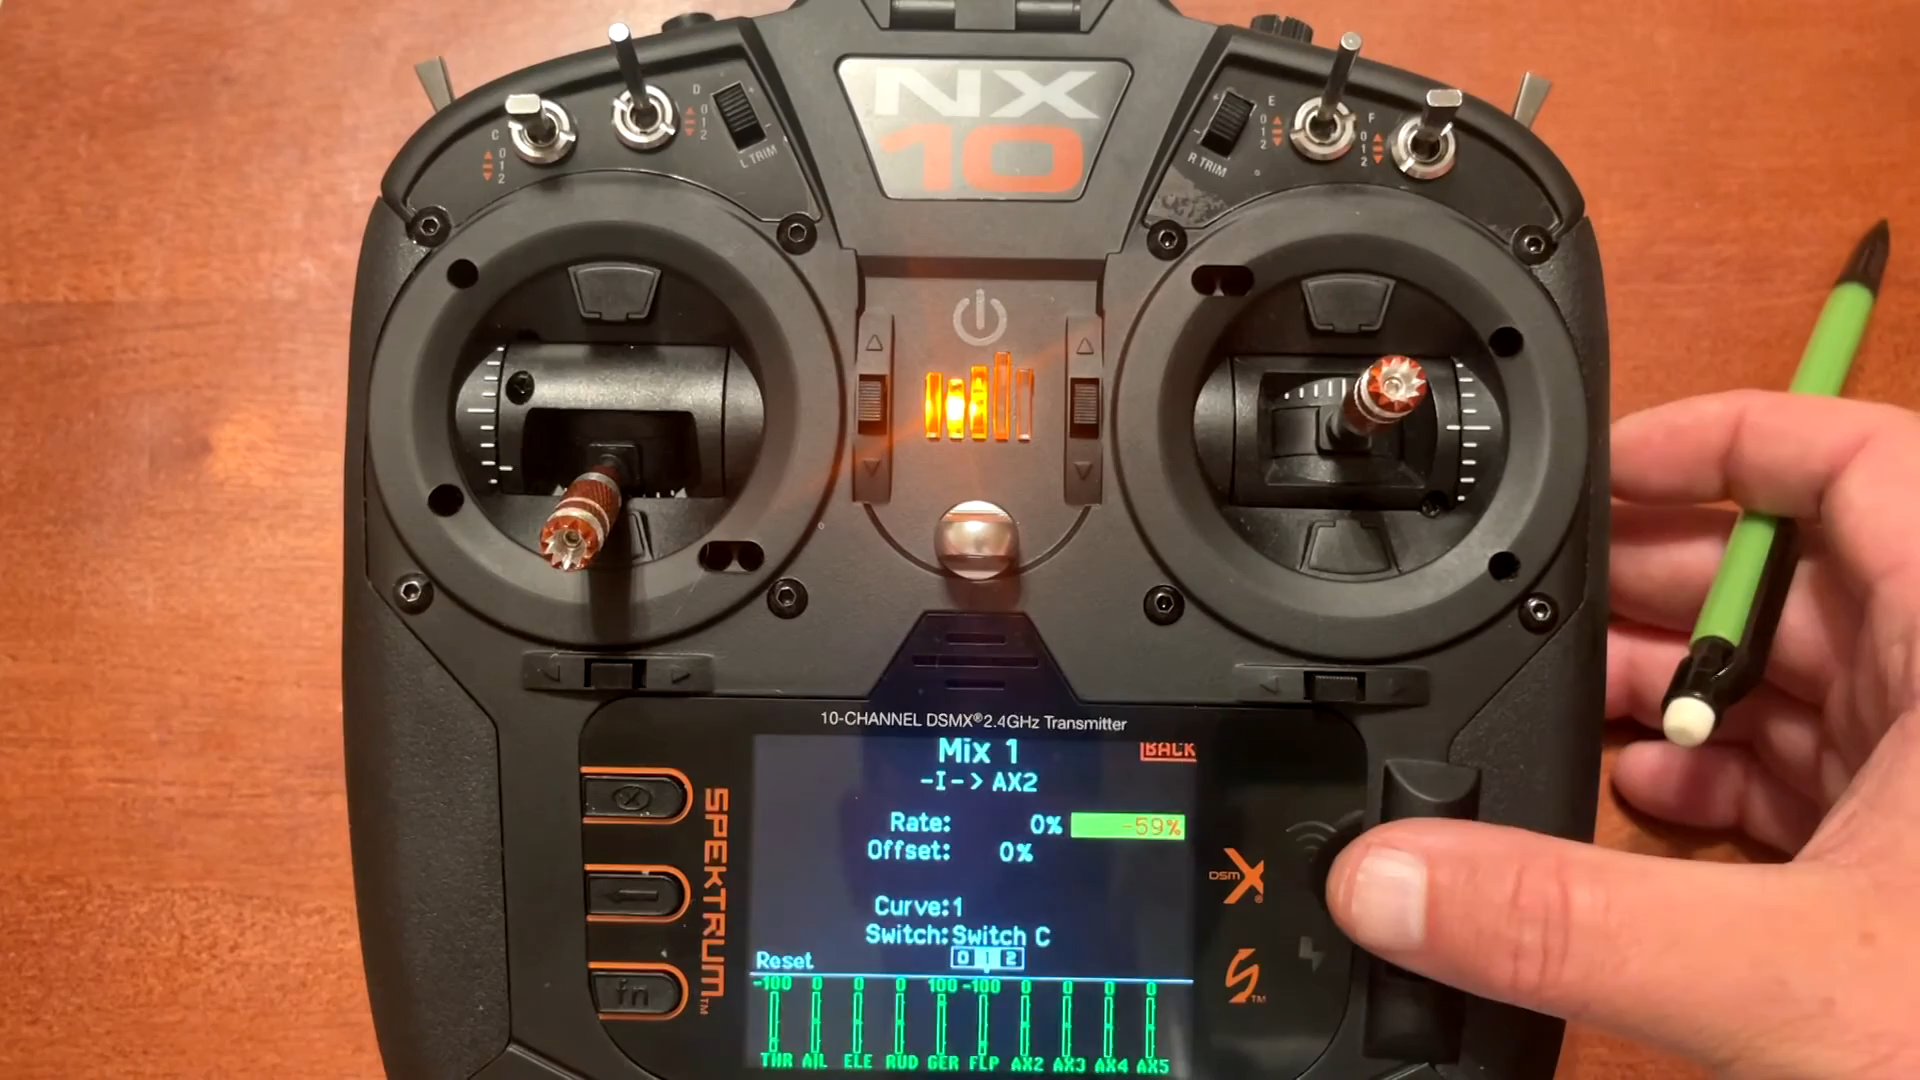 NX
10
C
0
1
2
D
0
1
2
L TRIM
R TRIM
E
0
1
2
F
0
1
2
10-CHANNEL DSMX® 2.4GHz Transmitter
SPEKTRUM™
fn
DSMX®
Mix 1
BACK
-I-> AX2
Rate: 0% -59%
Offset: 0%
Curve:1
Switch:Switch C
0 1 2
Reset
-100 0 0 0 100 -100 0 0 0 0
THR AIL ELE RUD GER FLP AX2 AX3 AX4 AX5